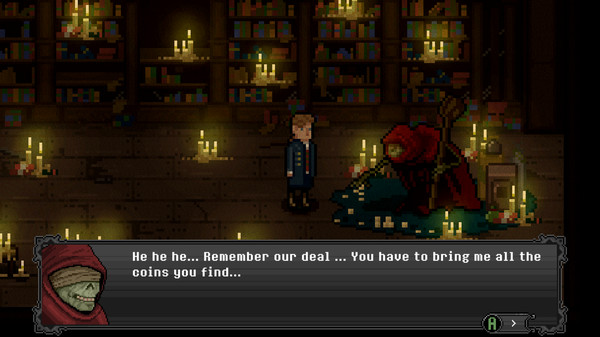 He he he... Remember our deal ... You have to bring me all the
coins you find...
A >